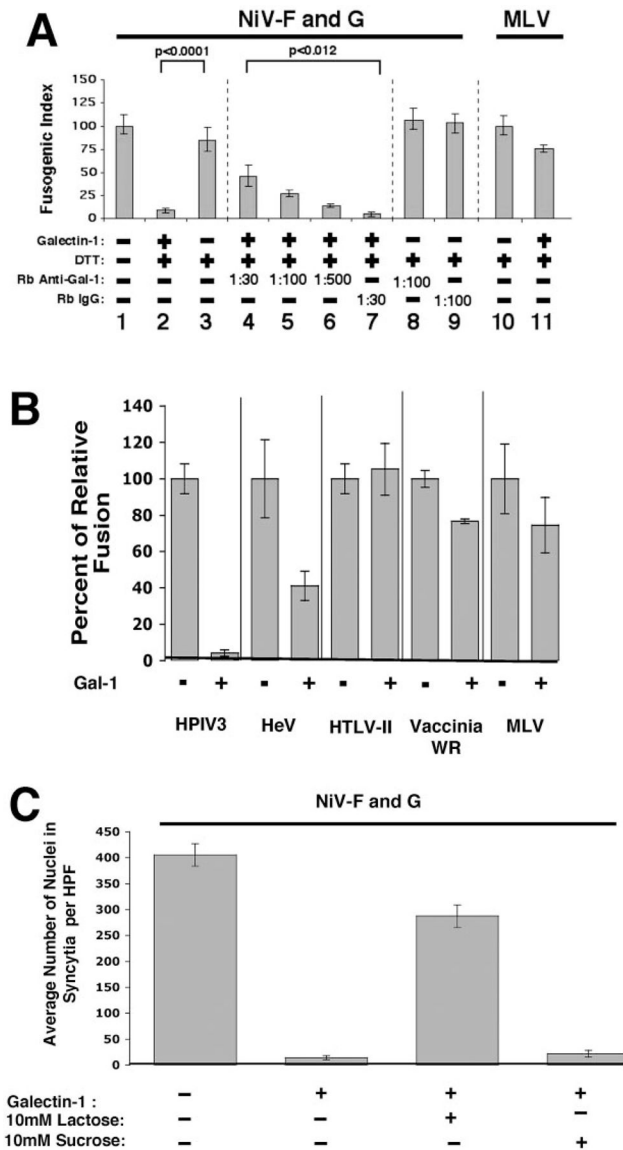 A
NiV-F and G
MLV
p<0.0001
p<0.012
Fusogenic Index
150
125
100
75
50
25
0
Galectin-1: - + - + + + + - - - +
DTT: - + + + + + + + + + +
Rb Anti-Gal-1: - - - 1:30 1:100 1:500 - 1:100 - - -
Rb IgG: - - - - - - 1:30 - 1:100 - -
1 2 3 4 5 6 7 8 9 10 11
B
Percent of Relative
Fusion
140
120
100
80
60
40
20
0
Gal-1 - + - + - + - + - +
HPIV3 HeV HTLV-II Vaccinia MLV
WR
C
NiV-F and G
Average Number of Nuclei in
Syncytia per HPF
450
400
350
300
250
200
150
100
50
0
Galectin-1 : - + + +
10mM Lactose: - - + -
10mM Sucrose: - - - +